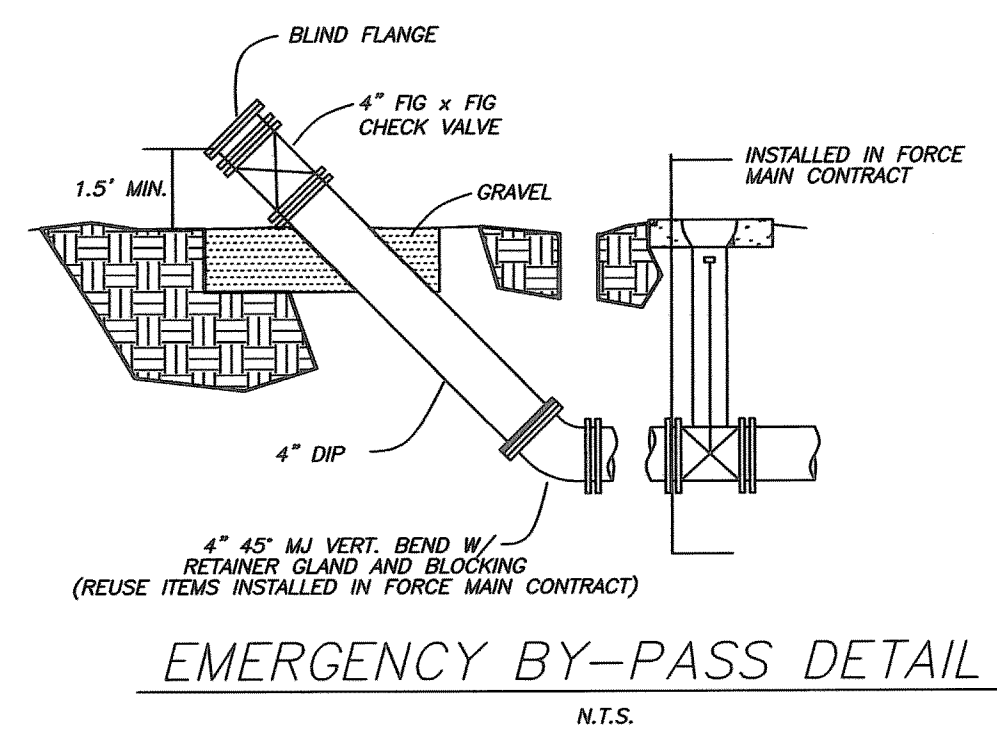 BLIND FLANGE
4" FIG x FIG
CHECK VALVE
INSTALLED IN FORCE
MAIN CONTRACT
1.5' MIN.
GRAVEL
4" DIP
4" 45° MJ VERT. BEND W/
RETAINER GLAND AND BLOCKING
(REUSE ITEMS INSTALLED IN FORCE MAIN CONTRACT)
EMERGENCY BY-PASS DETAIL
N.T.S.